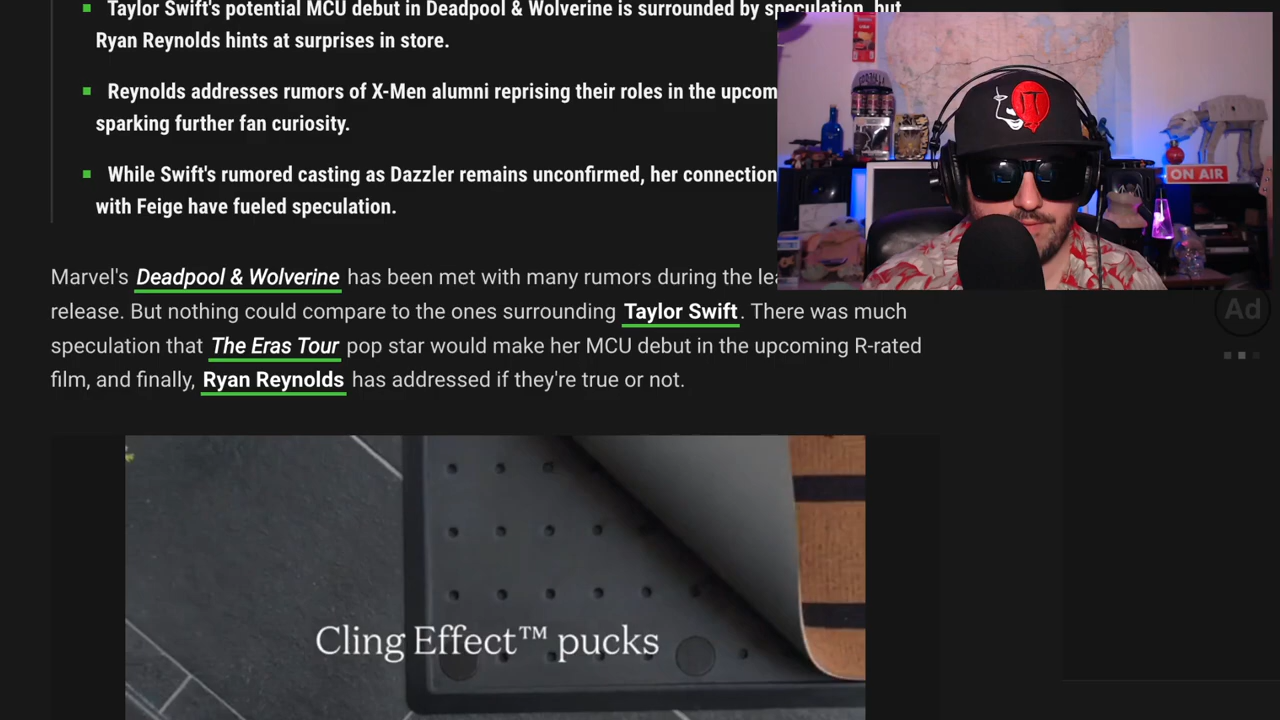 Taylor Swift's potential MCU debut in Deadpool & Wolverine is surrounded by speculation, but
Ryan Reynolds hints at surprises in store.
Reynolds addresses rumors of X-Men alumni reprising their roles in the upcom
sparking further fan curiosity.
While Swift's rumored casting as Dazzler remains unconfirmed, her connection
with Feige have fueled speculation.
Marvel's Deadpool & Wolverine has been met with many rumors during the lea
release. But nothing could compare to the ones surrounding Taylor Swift. There was much
speculation that The Eras Tour pop star would make her MCU debut in the upcoming R-rated
film, and finally, Ryan Reynolds has addressed if they're true or not.
ON AIR
Ad
Cling Effect™ pucks